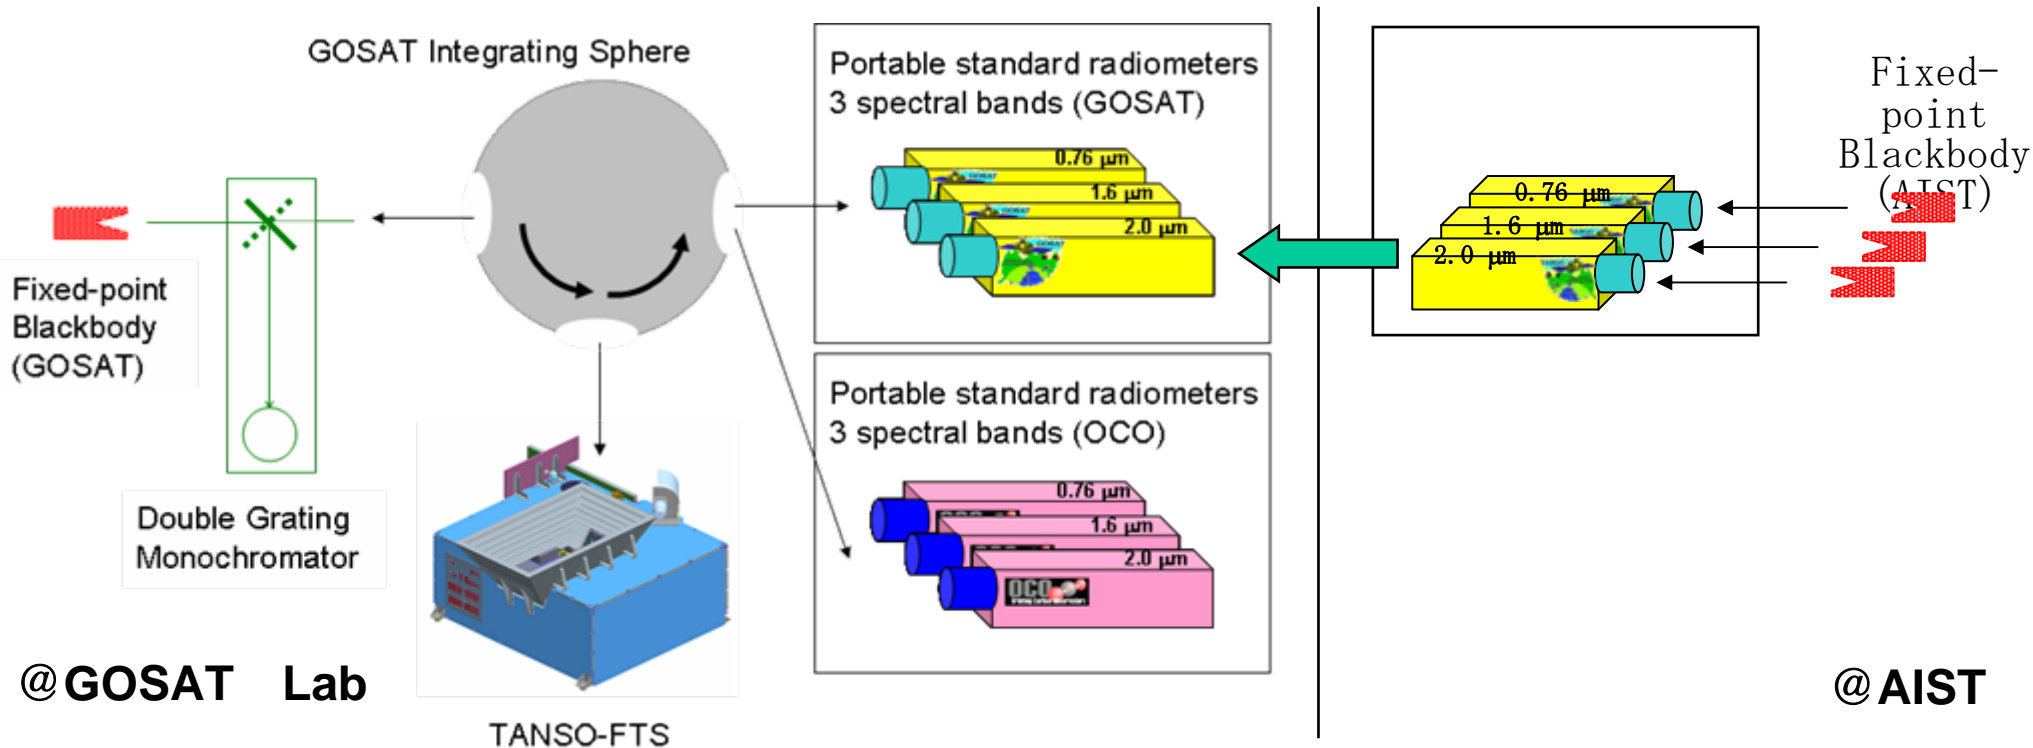 GOSAT Integrating Sphere
Fixed-point
Blackbody
(GOSAT)
Double Grating
Monochromator
TANSO-FTS
@GOSAT Lab
Portable standard radiometers
3 spectral bands (GOSAT)
0.76 μm
1.6 μm
2.0 μm
Portable standard radiometers
3 spectral bands (OCO)
0.76 μm
1.6 μm
2.0 μm
OCO
0.76 μm
1.6 μm
2.0 μm
Fixed-
point
Blackbody
(AIST)
@AIST